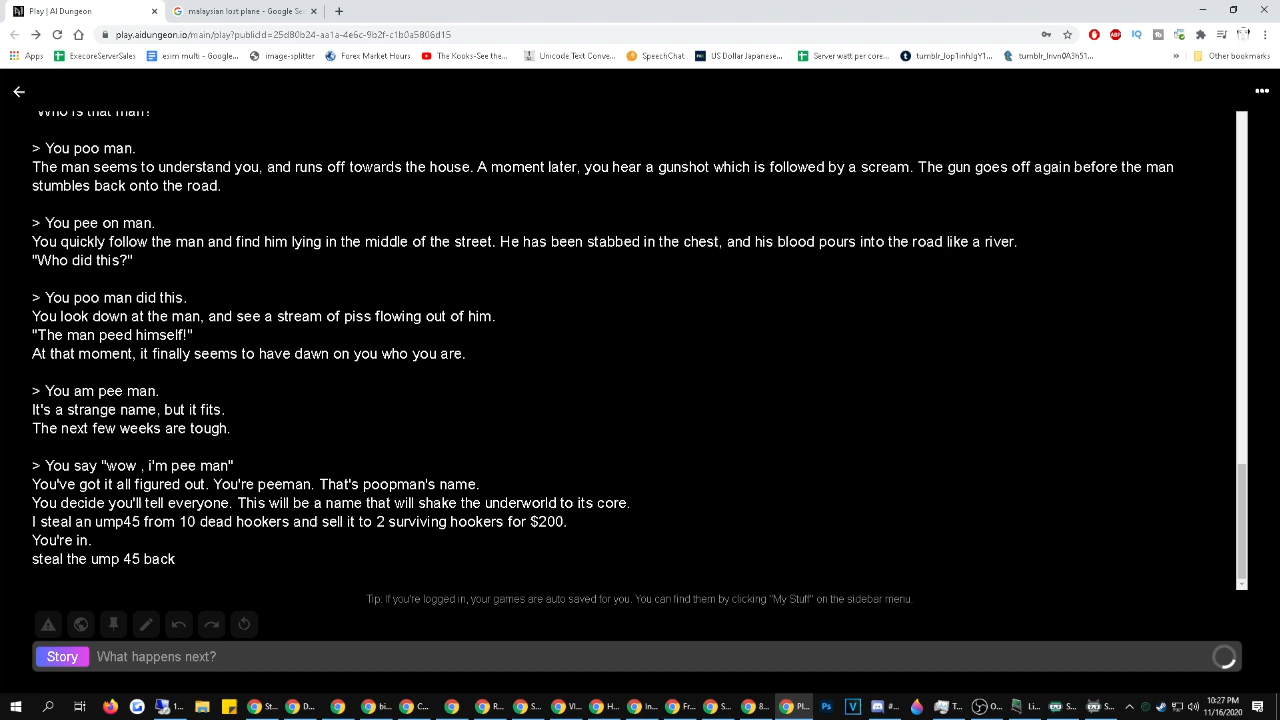 Play | AI Dungeon
malaysian lost plane - Google Se
play.aidungeon.io/main/play?publicId=25d80b24-aa1a-4e6c-9b2f-c1b0a5806d15
Apps ExecoreServerSales esim multi - Google... image-splitter Forex Market Hours The Kooks-See the... Unicode Text Conve... SpeechChat US Dollar Japanese... Server watt per core... Other bookmarks
"Who is that man?"
> You poo man.
The man seems to understand you, and runs off towards the house. A moment later, you hear a gunshot which is followed by a scream. The gun goes off again before the man
stumbles back onto the road.
> You pee on man.
You quickly follow the man and find him lying in the middle of the street. He has been stabbed in the chest, and his blood pours into the road like a river.
"Who did this?"
> You poo man did this.
You look down at the man, and see a stream of piss flowing out of him.
"The man peed himself!"
At that moment, it finally seems to have dawn on you who you are.
> You am pee man.
It's a strange name, but it fits.
The next few weeks are tough.
> You say "wow , i'm pee man"
You've got it all figured out. You're peeman. That's poopman's name.
You decide you'll tell everyone. This will be a name that will shake the underworld to its core.
I steal an ump45 from 10 dead hookers and sell it to 2 surviving hookers for $200.
You're in.
steal the ump 45 back
Tip: If you're logged in, your games are auto saved for you. You can find them by clicking "My Stuff" on the sidebar menu.
Story What happens next?
10:27 PM
11/16/2020